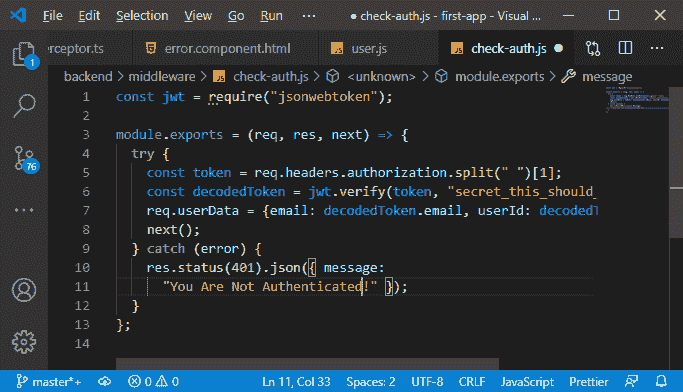 File Edit Selection View Go Run ··· ● check-auth.js - first-app - Visual ...
erceptor.ts error.component.html user.js JS check-auth.js ● ···
1
backend > middleware > JS check-auth.js > <unknown> > module.exports > message
1 const jwt = require("jsonwebtoken");
2
3 module.exports = (req, res, next) => {
4 try {
5 const token = req.headers.authorization.split(" ")[1];
6 const decodedToken = jwt.verify(token, "secret_this_should_
7 req.userData = {email: decodedToken.email, userId: decodedT
8 next();
9 } catch (error) {
10 res.status(401).json({ message:
11 "You Are Not Authenticated!" });
12 }
13 };
14
76
master*+ 0 0 Ln 11, Col 33 Spaces: 2 UTF-8 CRLF JavaScript Prettier